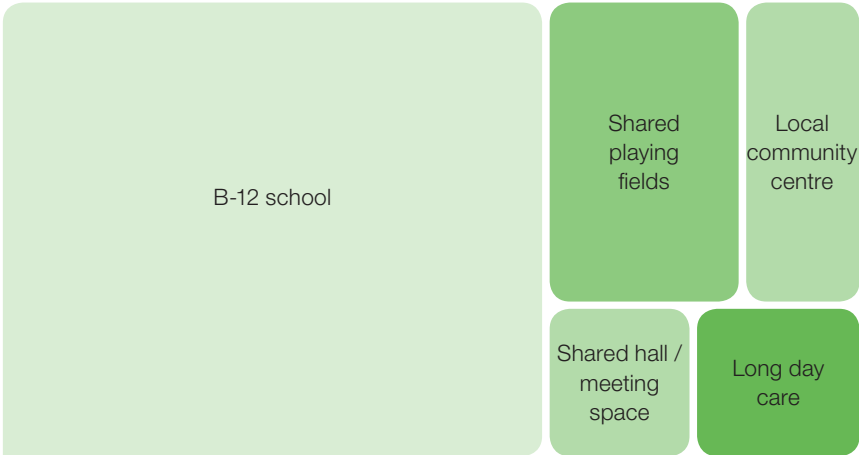 B-12 school
Shared
playing
fields
Local
community
centre
Shared hall /
meeting
space
Long day
care